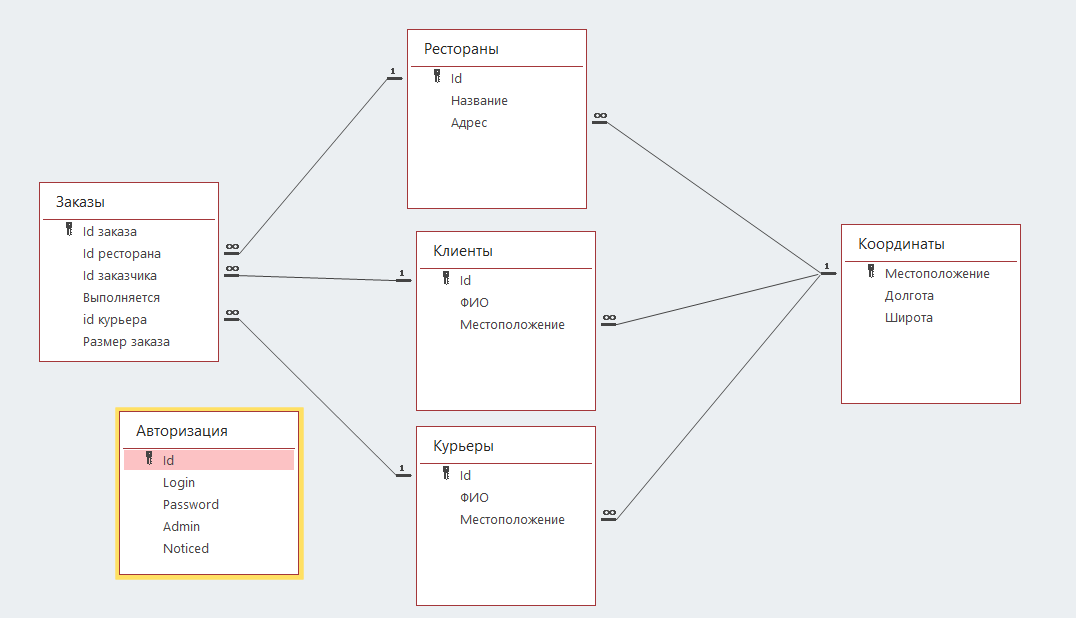 Рестораны
Id
Название
Адрес
1
∞
Заказы
Id заказа
Id ресторана
Id заказчика
Выполняется
id курьера
Размер заказа
∞
∞
∞
Клиенты
Id
ФИО
Местоположение
1
∞
Координаты
Местоположение
Долгота
Широта
1
Авторизация
Id
Login
Password
Admin
Noticed
Курьеры
Id
ФИО
Местоположение
1
∞